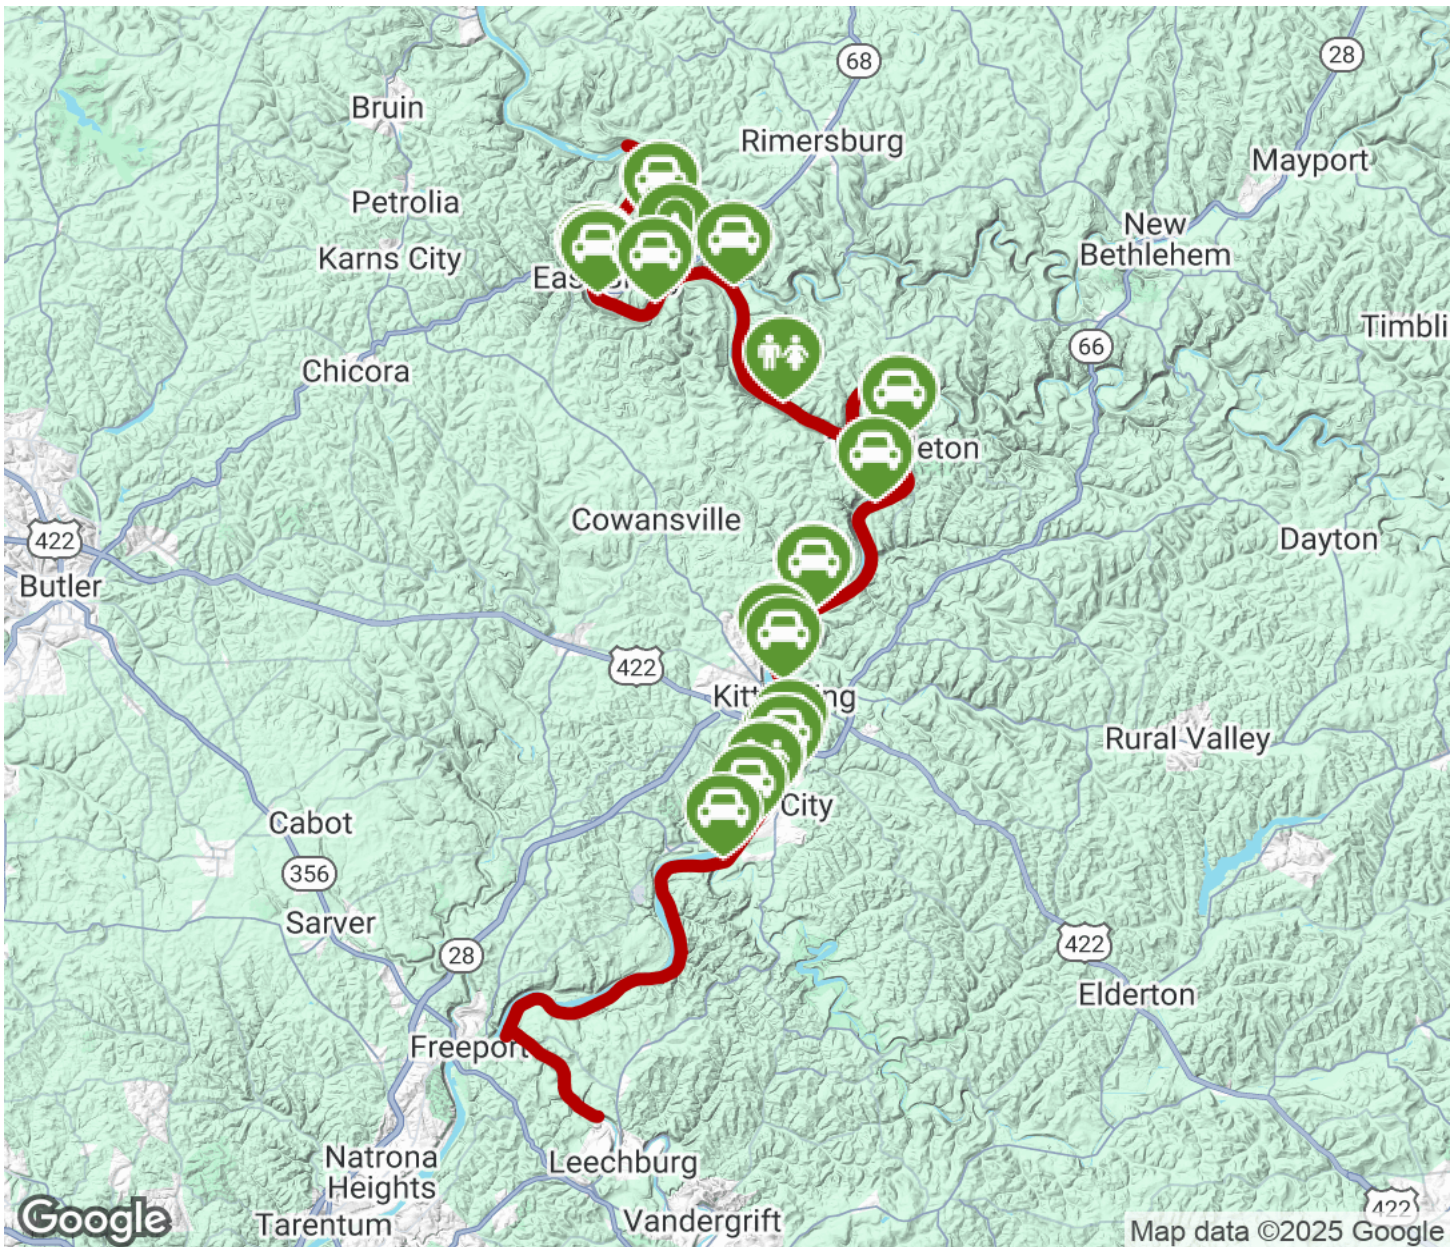 68
28
Bruin
Rimersburg
Mayport
Petrolia
New
Bethlehem
Karns City
Timbli
66
Chicora
eton
Cowansville
422
Dayton
Butler
422
Rural Valley
City
Cabot
356
Sarver
28
422
Elderton
Freeport
Natrona
Heights
Leechburg
422
Tarentum
Vandergrift
Google
Map data ©2025 Google